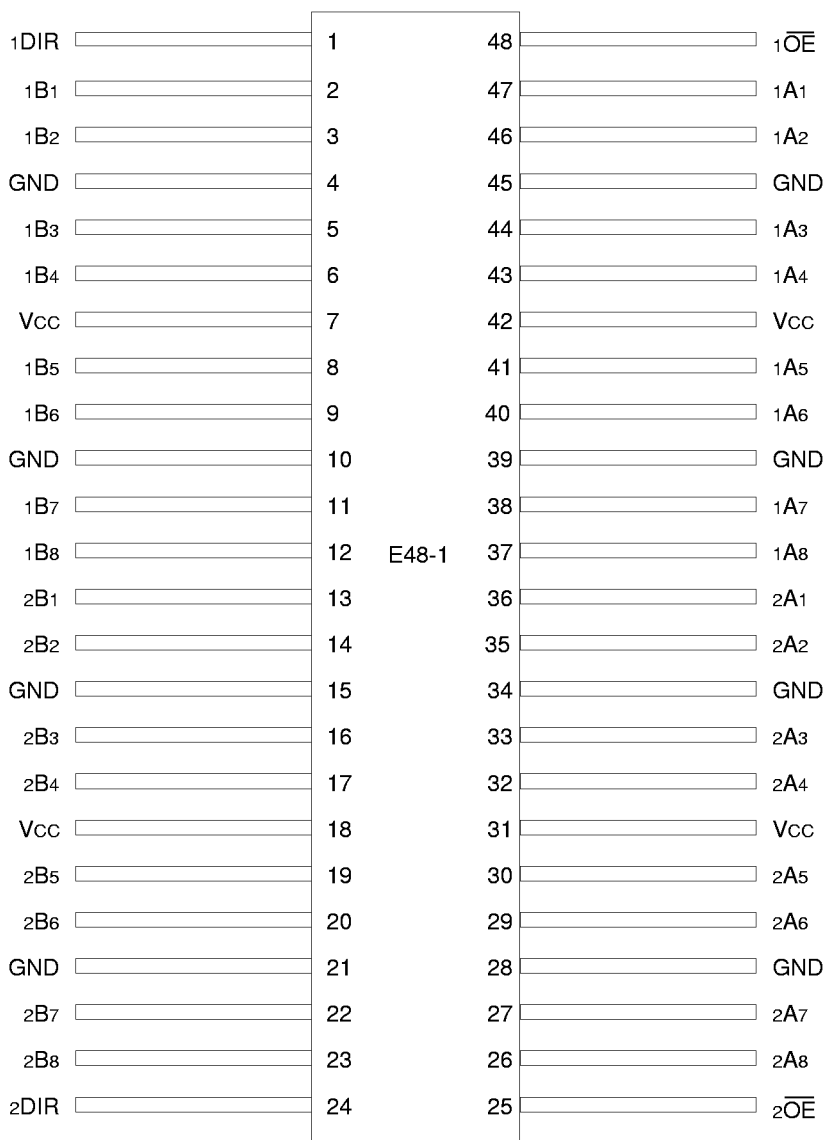 1DIR 1 48 1O̅E̅
1B1 2 47 1A1
1B2 3 46 1A2
GND 4 45 GND
1B3 5 44 1A3
1B4 6 43 1A4
VCC 7 42 VCC
1B5 8 41 1A5
1B6 9 40 1A6
GND 10 39 GND
1B7 11 38 1A7
1B8 12 E48-1 37 1A8
2B1 13 36 2A1
2B2 14 35 2A2
GND 15 34 GND
2B3 16 33 2A3
2B4 17 32 2A4
VCC 18 31 VCC
2B5 19 30 2A5
2B6 20 29 2A6
GND 21 28 GND
2B7 22 27 2A7
2B8 23 26 2A8
2DIR 24 25 2O̅E̅